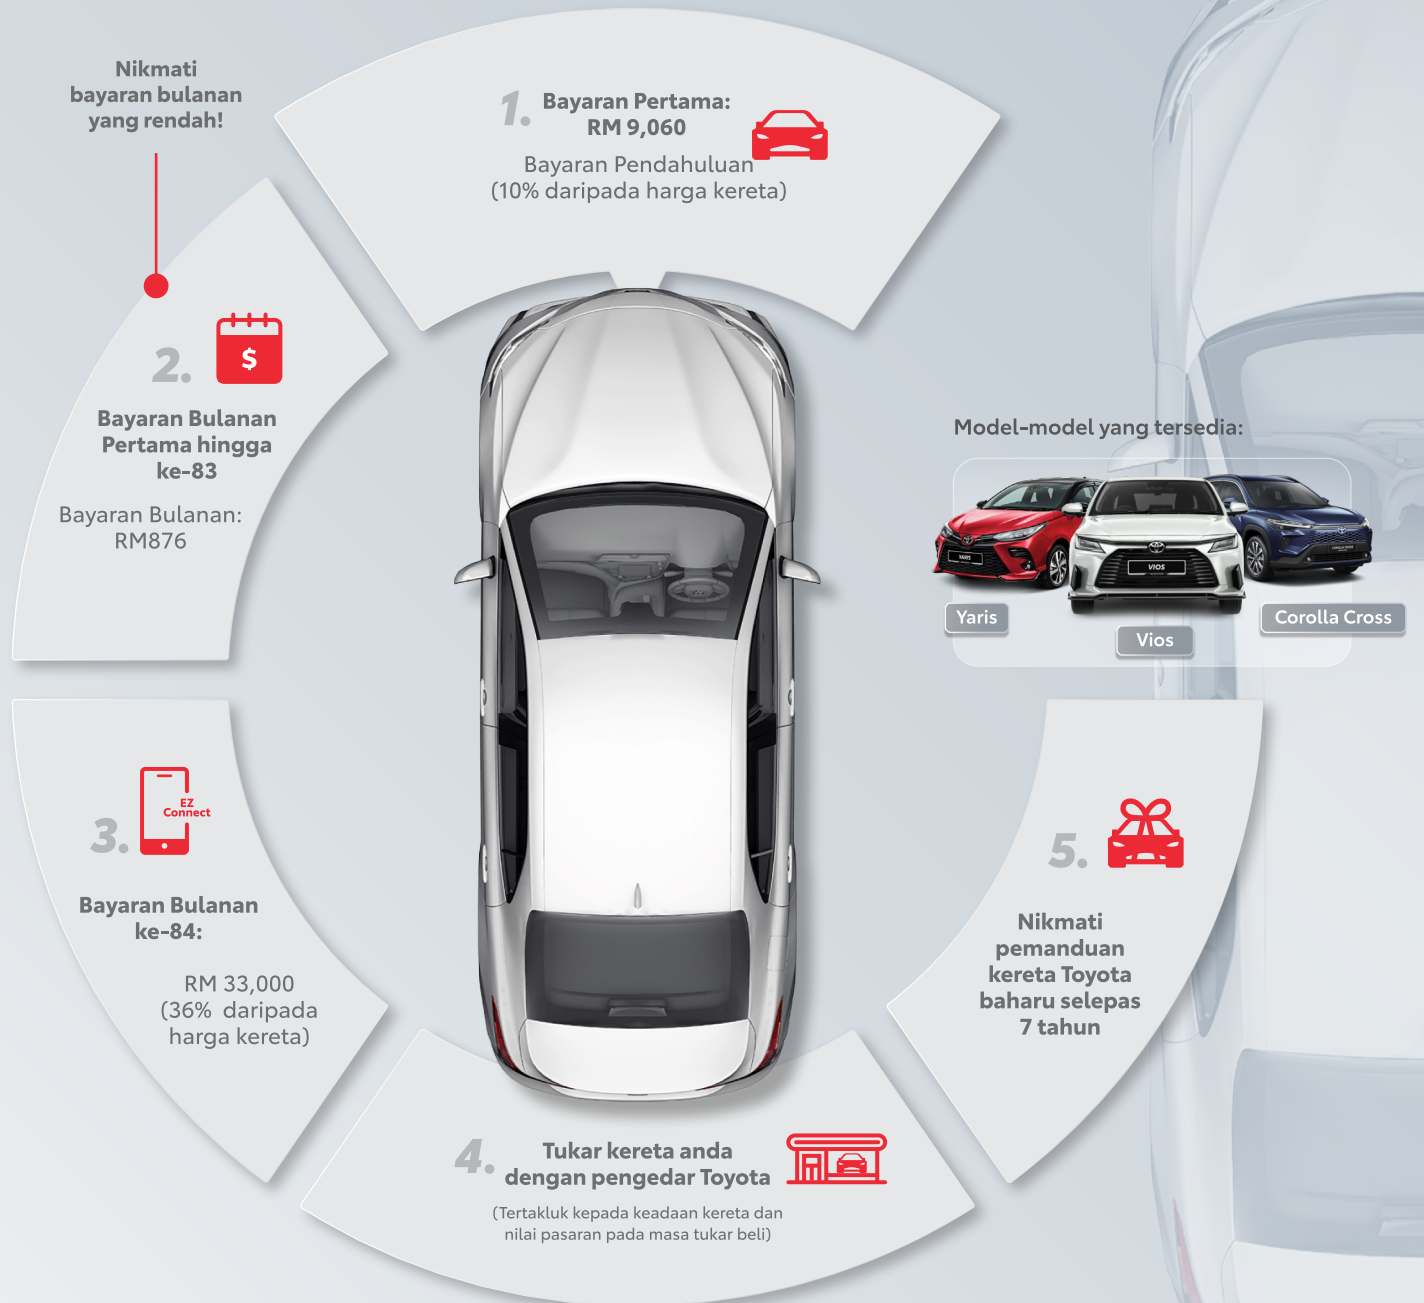 Nikmati
bayaran bulanan
yang rendah!
1. Bayaran Pertama:
RM 9,060
Bayaran Pendahuluan
(10% daripada harga kereta)
2.
$
Bayaran Bulanan
Pertama hingga
ke-83
Bayaran Bulanan:
RM876
Model-model yang tersedia:
YARIS
VIOS
COROLLA CROSS
Yaris
Vios
Corolla Cross
3.
EZ
Connect
Bayaran Bulanan
ke-84:
RM 33,000
(36% daripada
harga kereta)
4. Tukar kereta anda
dengan pengedar Toyota
(Tertakluk kepada keadaan kereta dan
nilai pasaran pada masa tukar beli)
5.
Nikmati
pemanduan
kereta Toyota
baharu selepas
7 tahun